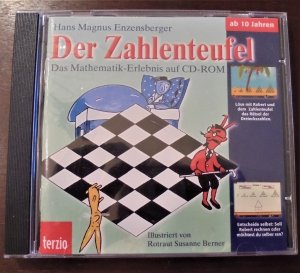 Hans Magnus Enzensberger
ab 10 Jahren
Der Zahlenteufel
Das Mathematik-Erlebnis auf CD-ROM
Löse mit Robert und
dem Zahlenteufel
das Rätsel der
Dreieckszahlen.
Entscheide selbst: Soll
Robert rechnen oder
möchtest du selber ran?
terzio
Illustriert von
Rotraut Susanne Berner